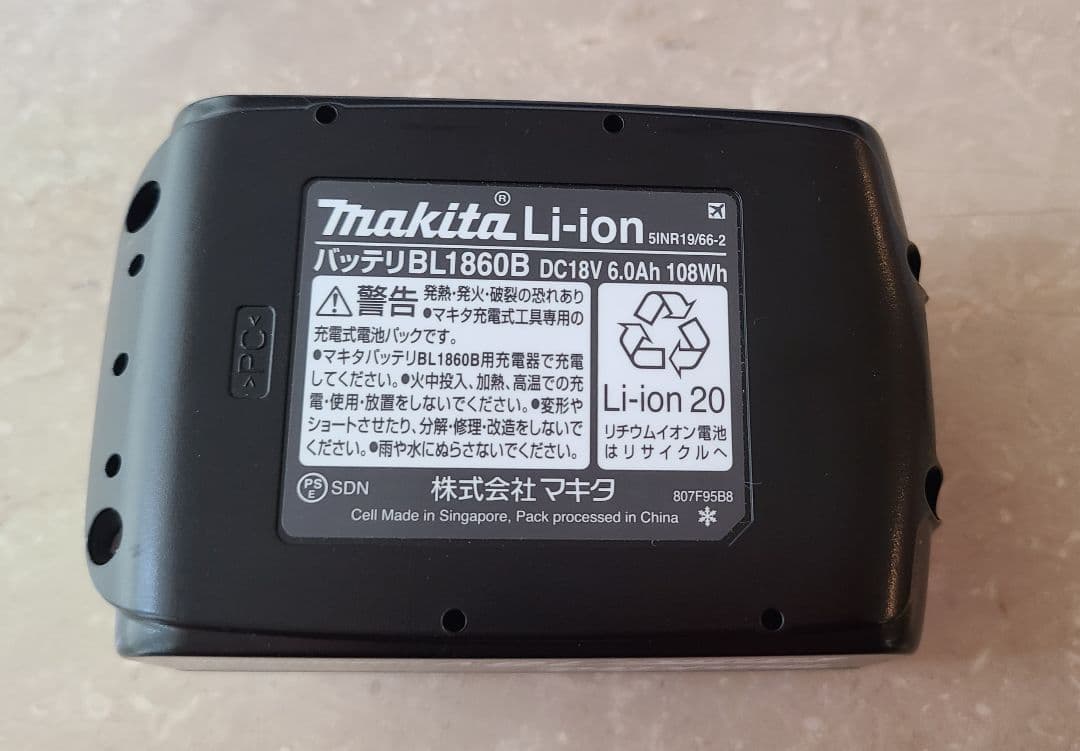 makita® Li-ion 5INR19/66-2
バッテリBL1860B DC18V 6.0Ah 108Wh
警告 発熱・発火・破裂の恐れあり
●マキタ充電式工具専用の
充電式電池パックです。
●マキタバッテリBL1860B用充電器で充電
してください。●火中投入、加熱、高温での充
電・使用・放置をしないでください。●変形や
ショートさせたり、分解・修理・改造をしないで
ください。●雨や水にぬらさないでください。
Li-ion 20
リチウムイオン電池
はリサイクルへ
PSE SDN 株式会社マキタ 807F95B8
Cell Made in Singapore, Pack processed in China
>PC<